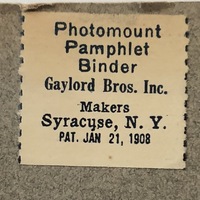 Photomount
Pamphlet
Binder
Gaylord Bros. Inc.
Makers
Syracuse, N. Y.
PAT. JAN 21, 1908